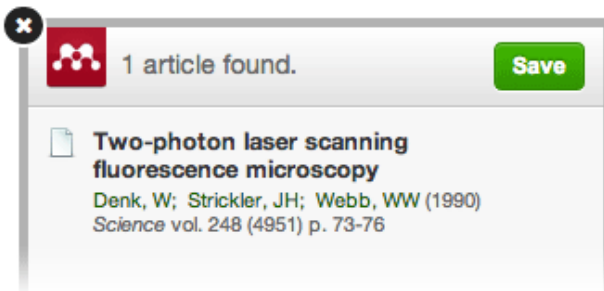 1 article found.
Save
Two-photon laser scanning
fluorescence microscopy
Denk, W; Strickler, JH; Webb, WW (1990)
Science vol. 248 (4951) p. 73-76